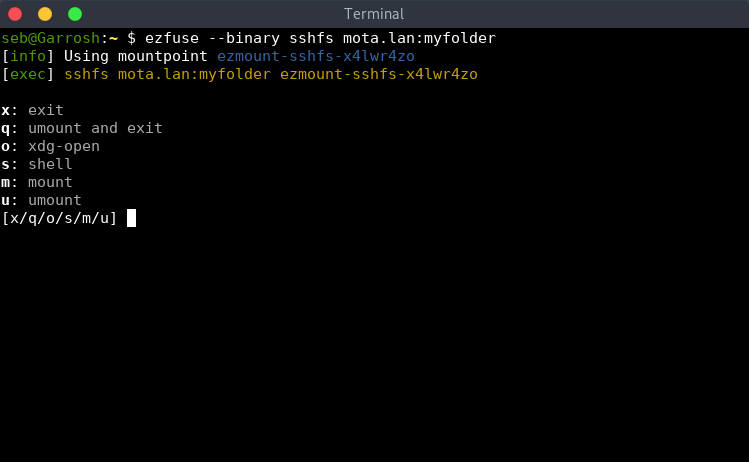 Terminal
seb@Garrosh:~ $ ezfuse --binary sshfs mota.lan:myfolder
[info] Using mountpoint ezmount-sshfs-x4lwr4zo
[exec] sshfs mota.lan:myfolder ezmount-sshfs-x4lwr4zo
x: exit
q: umount and exit
o: xdg-open
s: shell
m: mount
u: umount
[x/q/o/s/m/u]